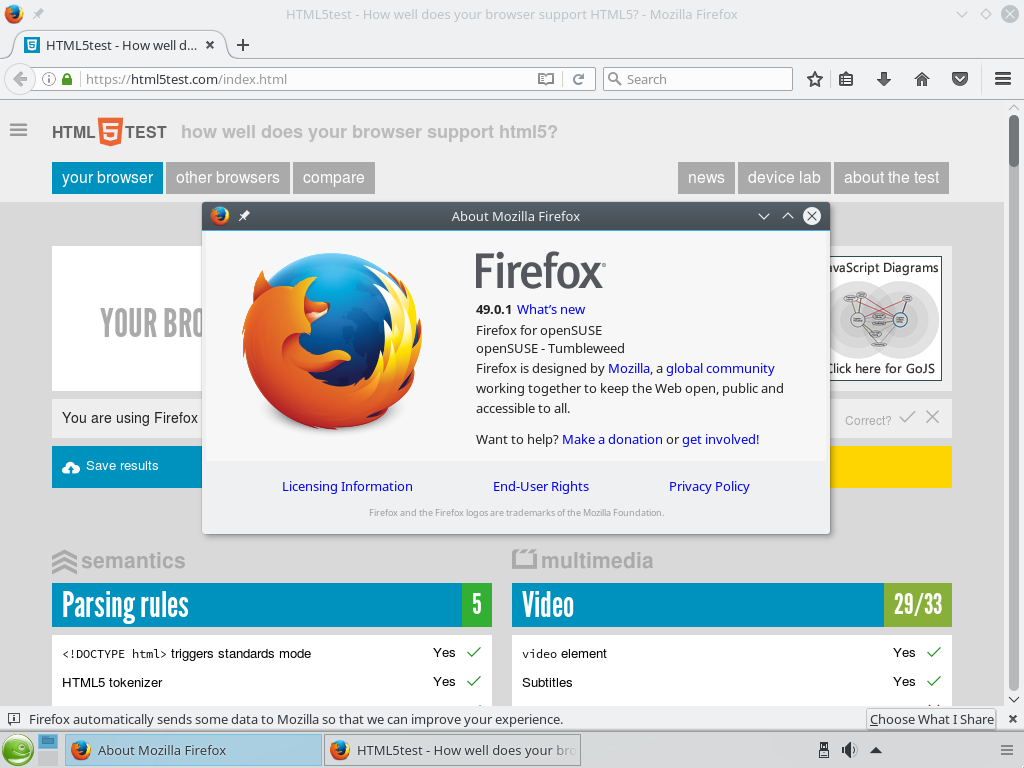 HTML5test - How well does your browser support HTML5? - Mozilla Firefox
HTML5test - How well d...
https://html5test.com/index.html
Search
HTML 5 TEST how well does your browser support html5?
your browser other browsers compare news device lab about the test
About Mozilla Firefox
Firefox
49.0.1 What's new
Firefox for openSUSE
openSUSE - Tumbleweed
Firefox is designed by Mozilla, a global community
working together to keep the Web open, public and
accessible to all.
Want to help? Make a donation or get involved!
Licensing Information End-User Rights Privacy Policy
Firefox and the Firefox logos are trademarks of the Mozilla Foundation.
YOUR BRO
avaScript Diagrams
Click here for GoJS
You are using Firefox
Correct?
Save results
semantics
Parsing rules 5
<!DOCTYPE html> triggers standards mode Yes
HTML5 tokenizer Yes
multimedia
Video 29/33
video element Yes
Subtitles Yes
Firefox automatically sends some data to Mozilla so that we can improve your experience.
Choose What I Share
About Mozilla Firefox
HTML5test - How well does your bro